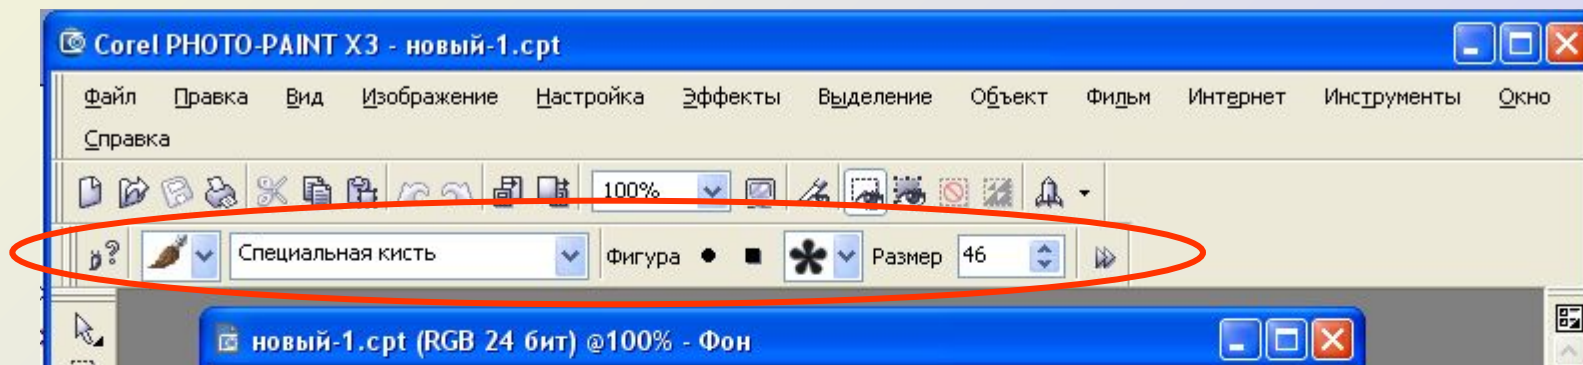 Corel PHOTO-PAINT X3 - новый-1.cpt
Файл Правка Вид Изображение Настройка Эффекты Выделение Объект Фильм Интернет Инструменты Окно
Справка
100%
Специальная кисть Фигура Размер 46
новый-1.cpt (RGB 24 бит) @100% - Фон